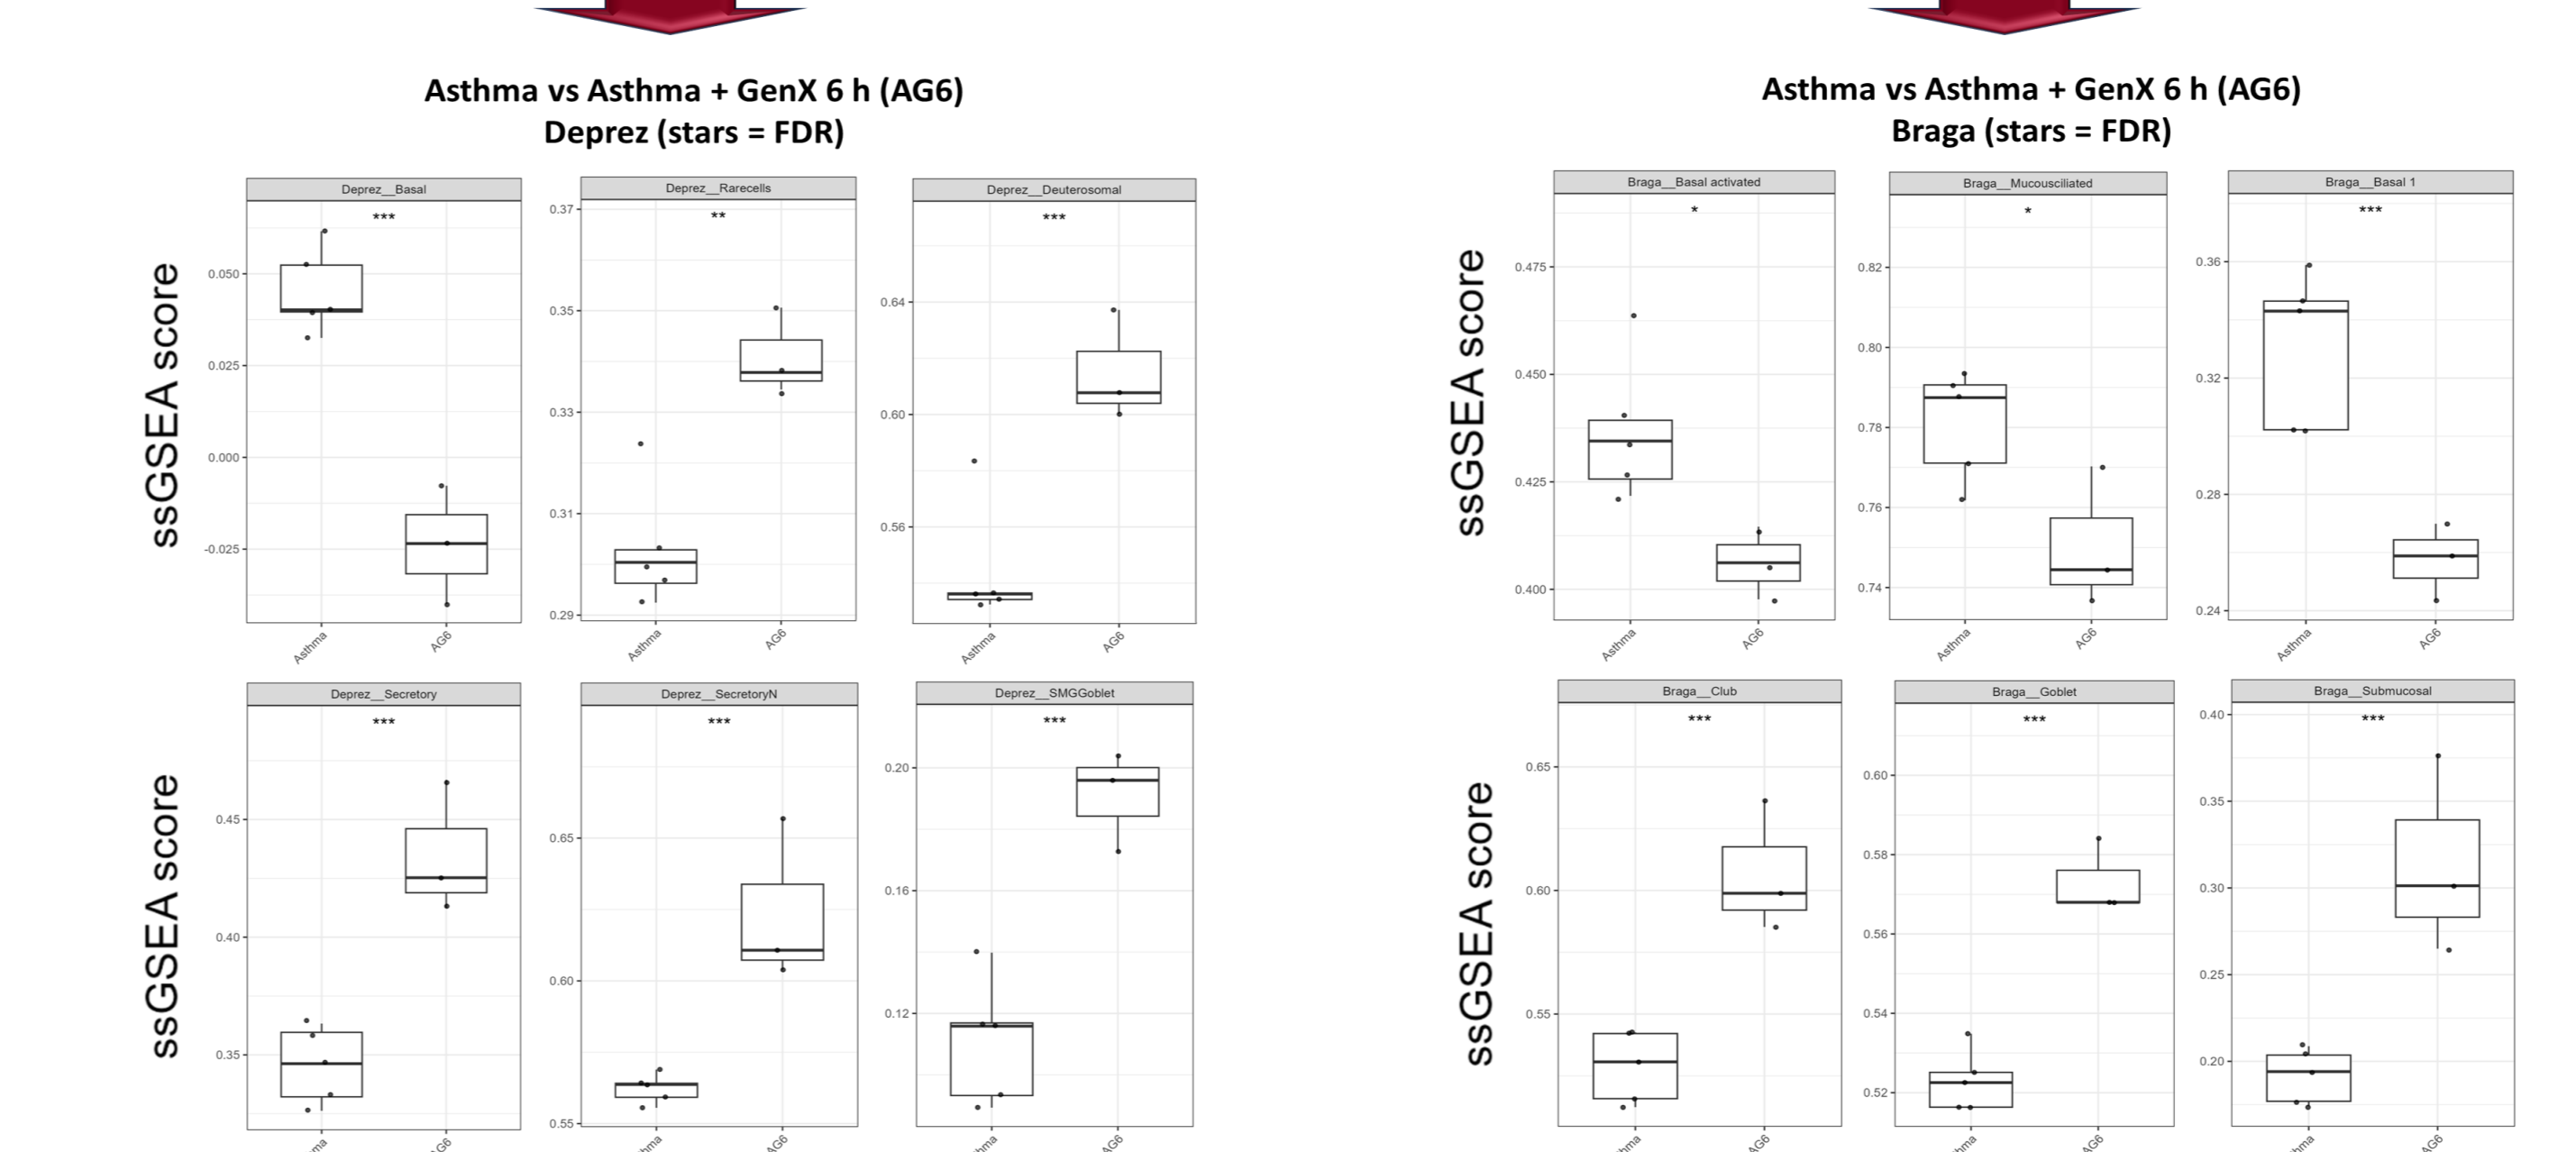 Asthma vs Asthma + GenX 6 h (AG6)
Deprez (stars = FDR)
ssGSEA score
Deprez__Basal
***
0.050
0.025
0.000
-0.025
Asthma
AG6
Deprez__Rarecells
**
0.37
0.35
0.33
0.31
0.29
Asthma
AG6
Deprez__Deuterosomal
***
0.64
0.60
0.56
Asthma
AG6
ssGSEA score
Deprez__Secretory
***
0.45
0.40
0.35
Deprez__SecretoryN
***
0.65
0.60
0.55
Deprez__SMGGoblet
***
0.20
0.16
0.12
Asthma vs Asthma + GenX 6 h (AG6)
Braga (stars = FDR)
ssGSEA score
Braga__Basal activated
*
0.475
0.450
0.425
0.400
Asthma
AG6
Braga__Mucousciliated
*
0.82
0.80
0.78
0.76
0.74
Asthma
AG6
Braga__Basal 1
***
0.36
0.32
0.28
0.24
Asthma
AG6
ssGSEA score
Braga__Club
***
0.65
0.60
0.55
Braga__Goblet
***
0.60
0.58
0.56
0.54
0.52
Braga__Submucosal
***
0.40
0.35
0.30
0.25
0.20